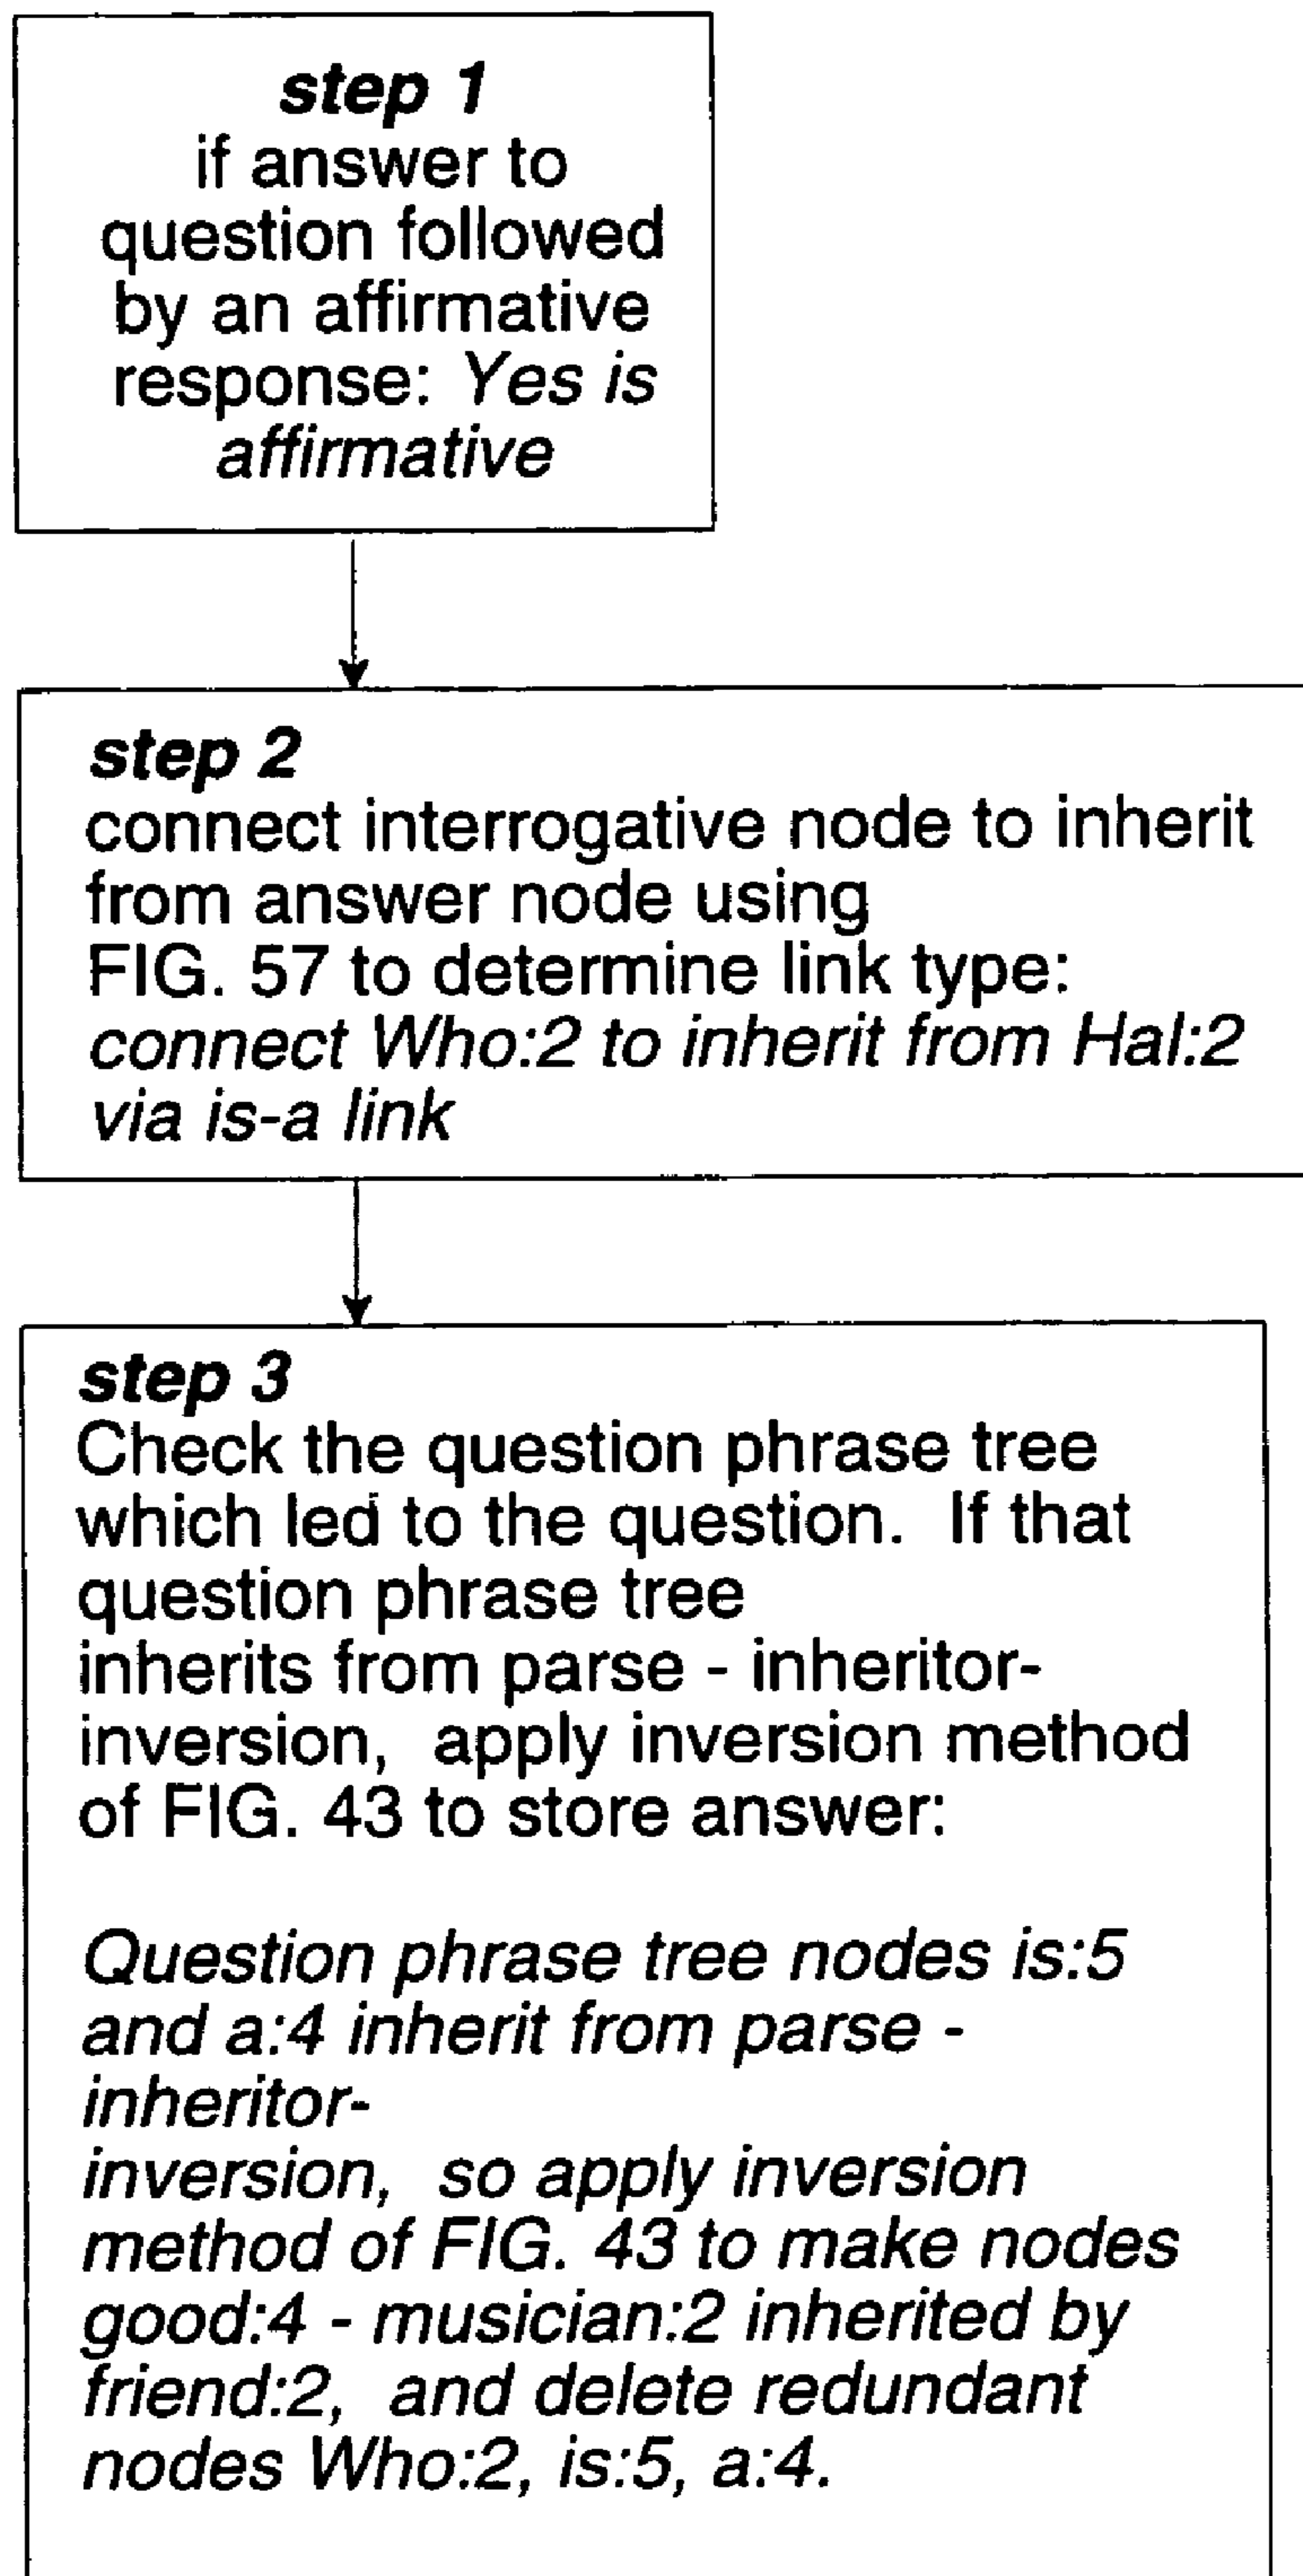 step 1
if answer to
question followed
by an affirmative
response: Yes is
affirmative
step 2
connect interrogative node to inherit
from answer node using
FIG. 57 to determine link type:
connect Who:2 to inherit from Hal:2
via is-a link
step 3
Check the question phrase tree
which led to the question.  If that
question phrase tree
inherits from parse - inheritor-
inversion,  apply inversion method
of FIG. 43 to store answer:
Question phrase tree nodes is:5
and a:4 inherit from parse -
inheritor-
inversion,  so apply inversion
method of FIG. 43 to make nodes
good:4 - musician:2 inherited by
friend:2,  and delete redundant
nodes Who:2, is:5, a:4.